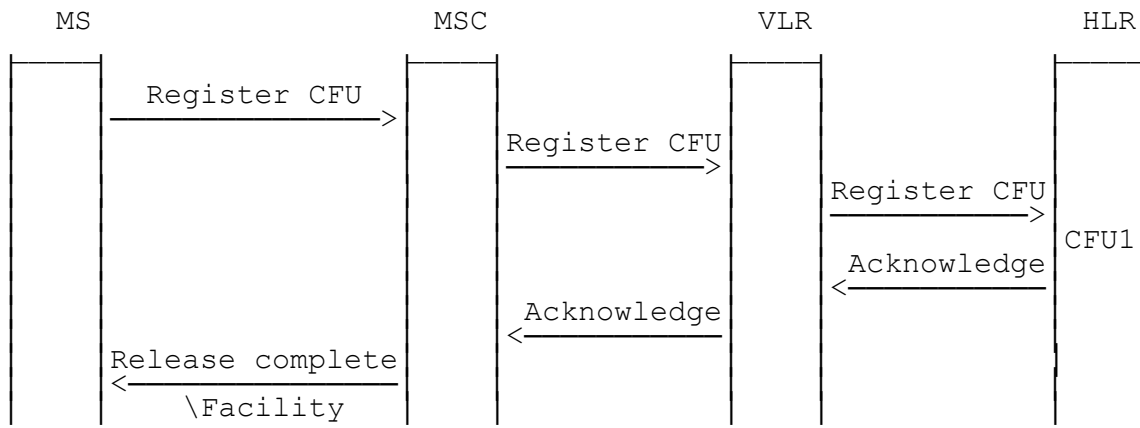 MS MSC VLR HLR
Register CFU
Register CFU
Register CFU
CFU1
Acknowledge
Acknowledge
Release complete
\Facility